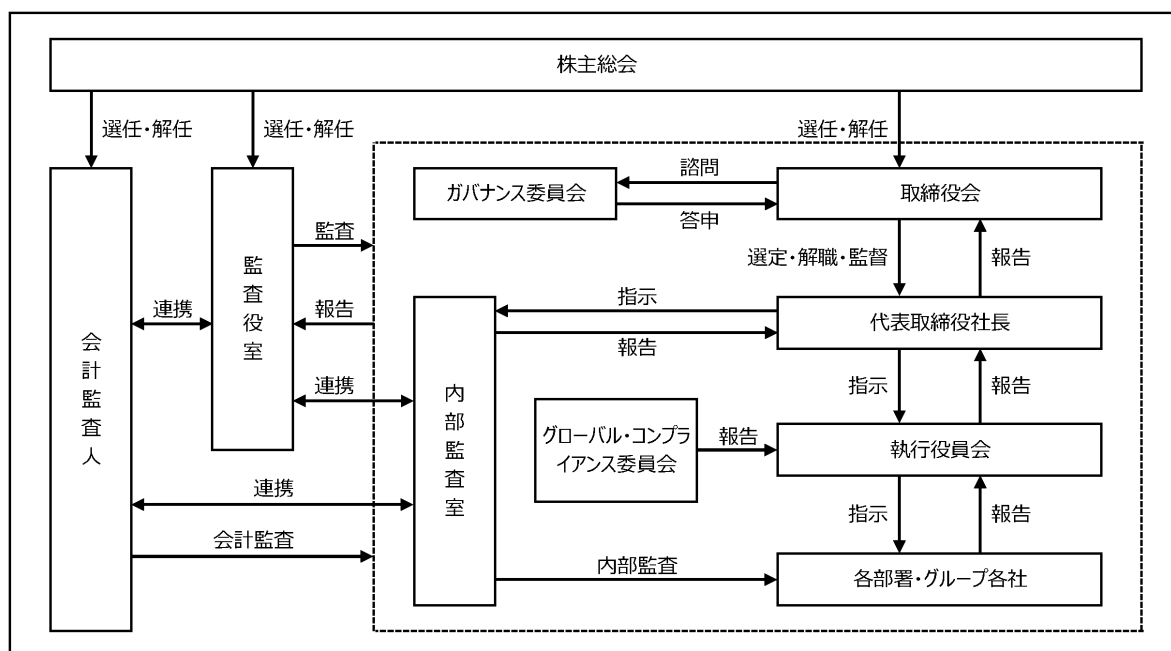 株主総会
選任・解任
選任・解任
選任・解任
会計監査人
監査役室
ガバナンス委員会
諮問
答申
取締役会
監査
選定・解職・監督
報告
連携
報告
指示
報告
代表取締役社長
連携
内部監査室
指示
報告
グローバル・コンプラ
イアンス委員会
報告
執行役員会
連携
指示
報告
会計監査
内部監査
各部署・グループ各社